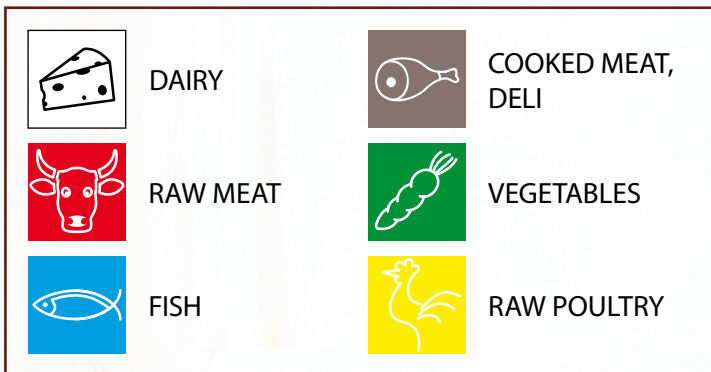 DAIRY
COOKED MEAT,
DELI
RAW MEAT
VEGETABLES
FISH
RAW POULTRY